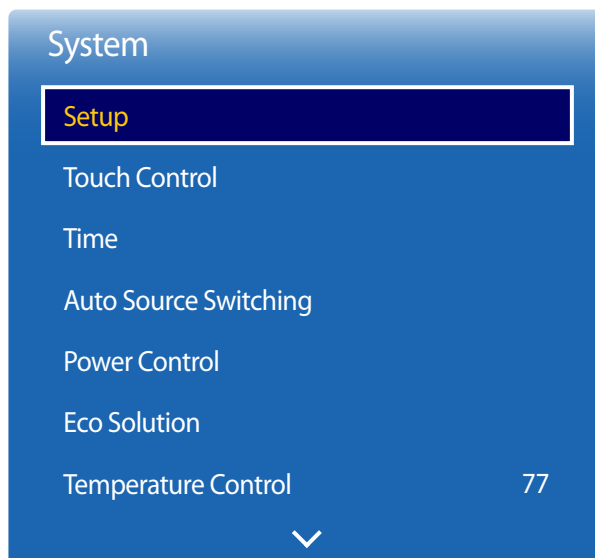 System
Setup
Touch Control
Time
Auto Source Switching
Power Control
Eco Solution
Temperature Control 77